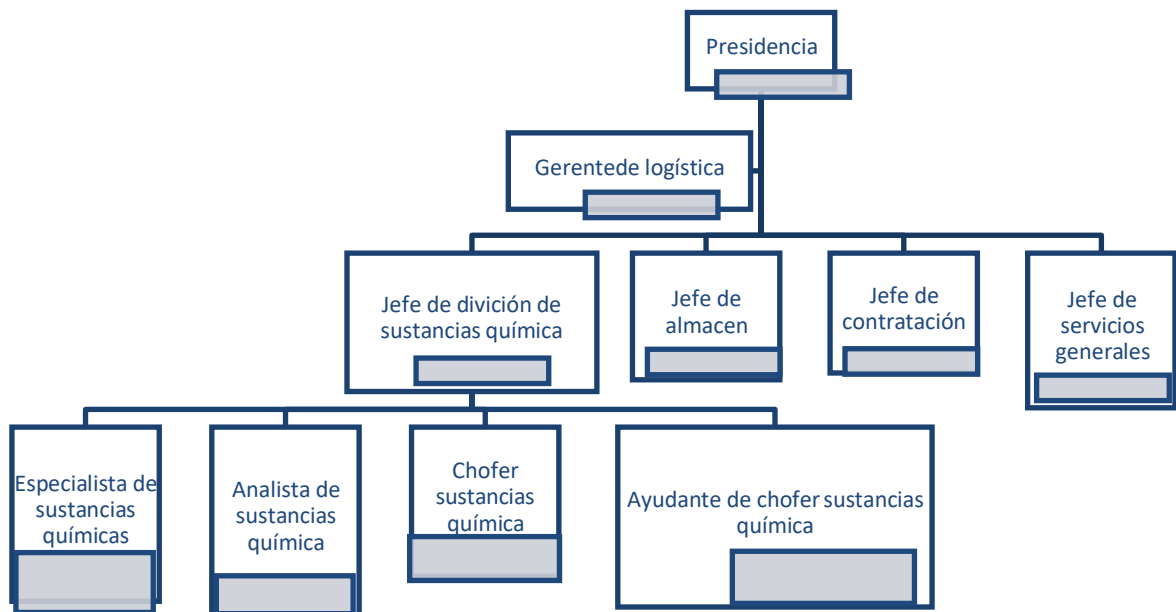 Presidencia
Gerentede logística
Jefe de divición de
sustancias química
Jefe de
almacen
Jefe de
contratación
Jefe de
servicios
generales
Especialista de
sustancias
químicas
Analista de
sustancias
química
Chofer
sustancias
química
Ayudante de chofer sustancias
química